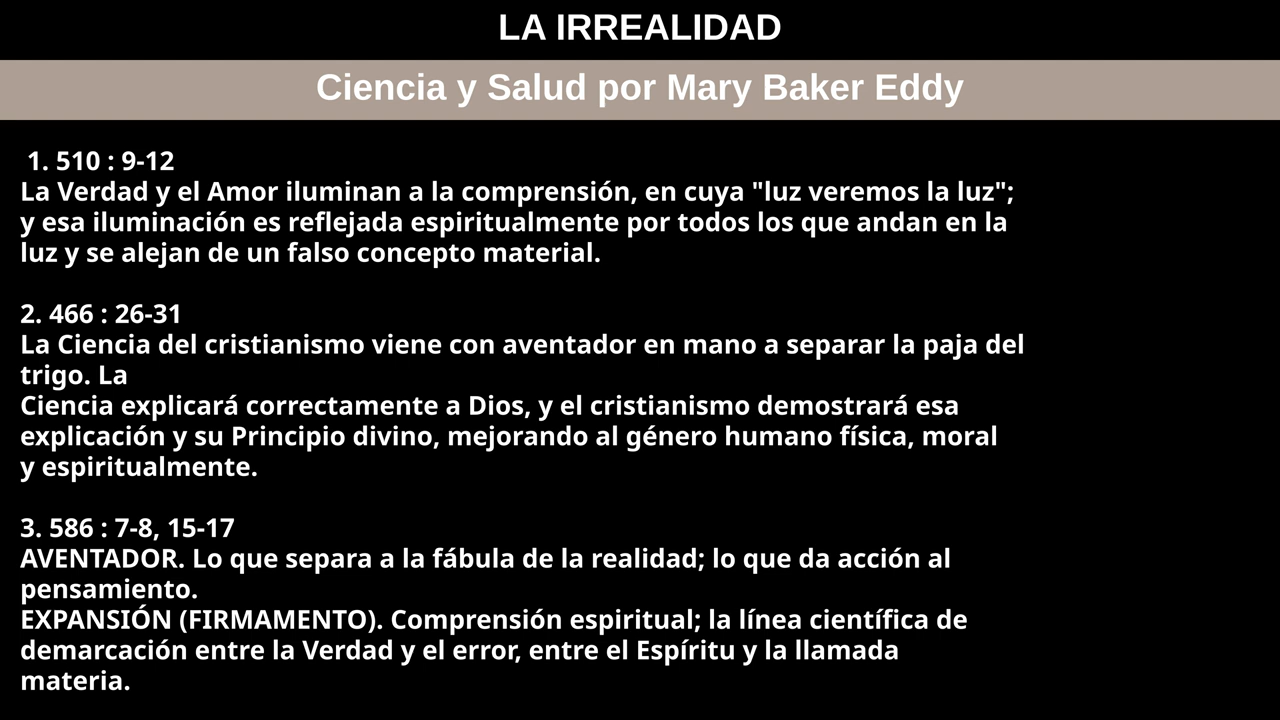 LA IRREALIDAD
Ciencia y Salud por Mary Baker Eddy
1. 510 : 9-12
La Verdad y el Amor iluminan a la comprensión, en cuya "luz veremos la luz";
y esa iluminación es reflejada espiritualmente por todos los que andan en la
luz y se alejan de un falso concepto material.
2. 466 : 26-31
La Ciencia del cristianismo viene con aventador en mano a separar la paja del
trigo. La
Ciencia explicará correctamente a Dios, y el cristianismo demostrará esa
explicación y su Principio divino, mejorando al género humano física, moral
y espiritualmente.
3. 586 : 7-8, 15-17
AVENTADOR. Lo que separa a la fábula de la realidad; lo que da acción al
pensamiento.
EXPANSIÓN (FIRMAMENTO). Comprensión espiritual; la línea científica de
demarcación entre la Verdad y el error, entre el Espíritu y la llamada
materia.